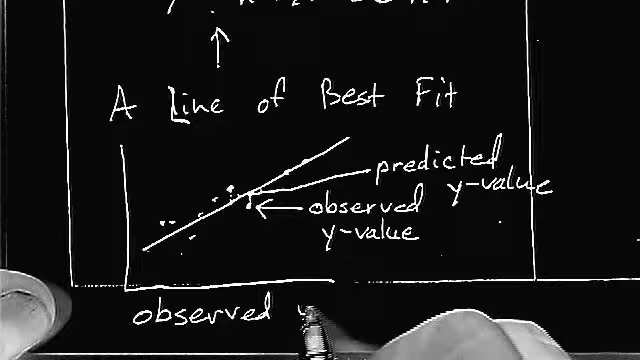 A Line of Best Fit
predicted
y-value
observed
y-value
observed